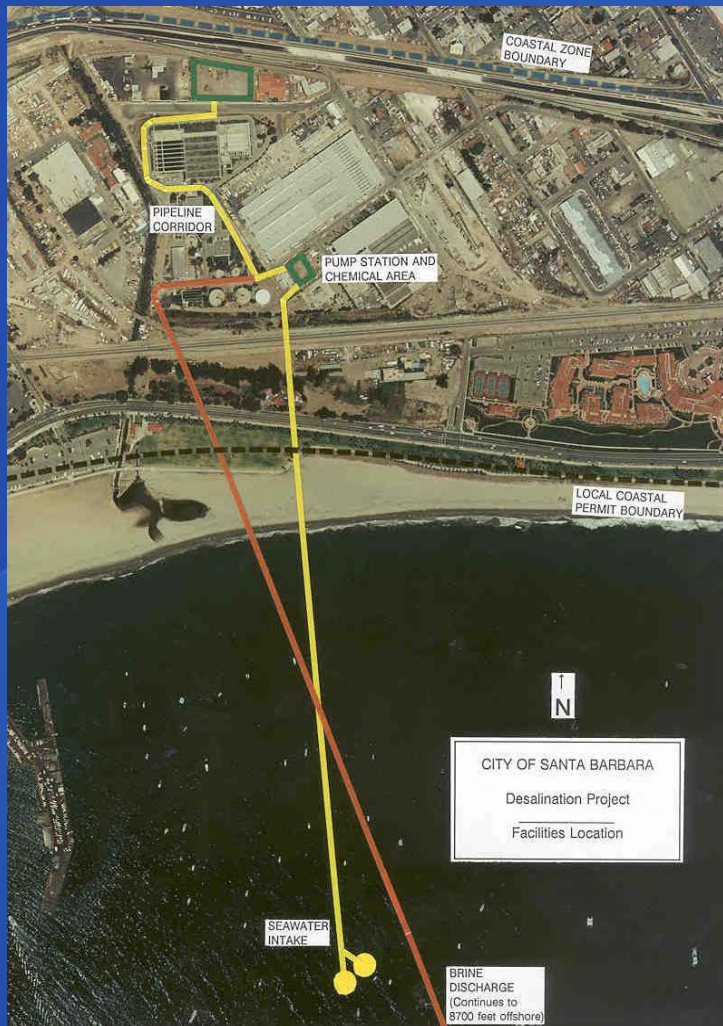 COASTAL ZONE
BOUNDARY
PIPELINE
CORRIDOR
PUMP STATION AND
CHEMICAL AREA
LOCAL COASTAL
PERMIT BOUNDARY
↑
N
CITY OF SANTA BARBARA
Desalination Project
Facilities Location
SEAWATER
INTAKE
BRINE
DISCHARGE
(Continues to
8700 feet offshore)